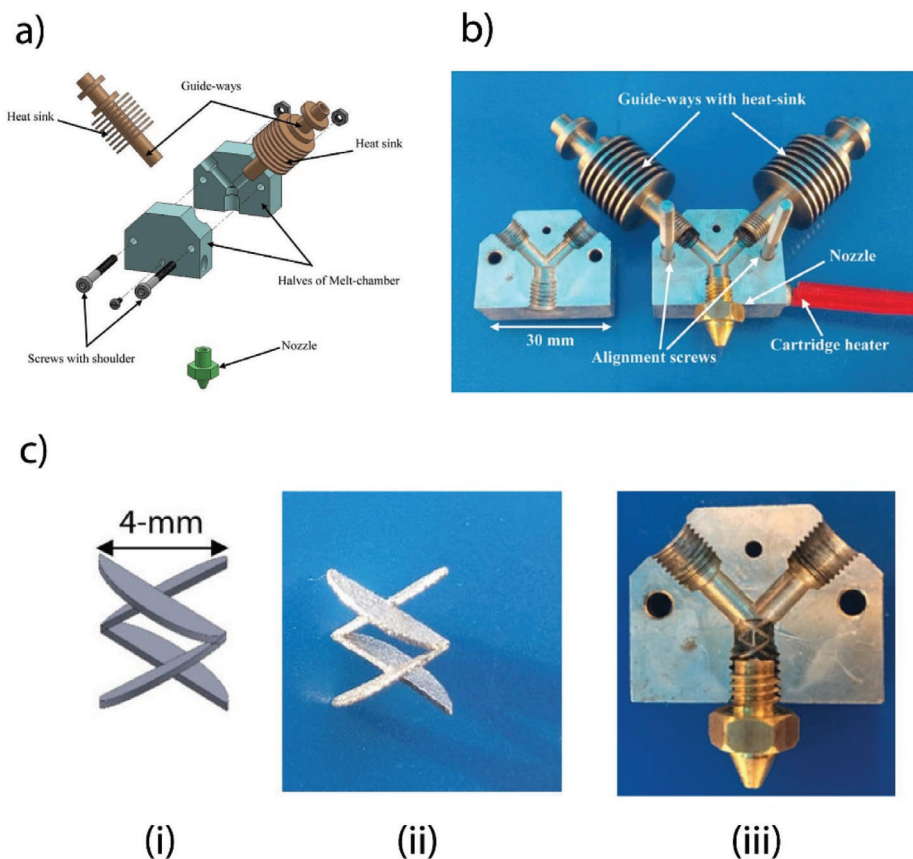 a)
Guide-ways
Heat sink
Heat sink
Halves of Melt-chamber
Screws with shoulder
Nozzle
b)
Guide-ways with heat-sink
Nozzle
30 mm
Alignment screws
Cartridge heater
c)
4-mm
(i)
(ii)
(iii)